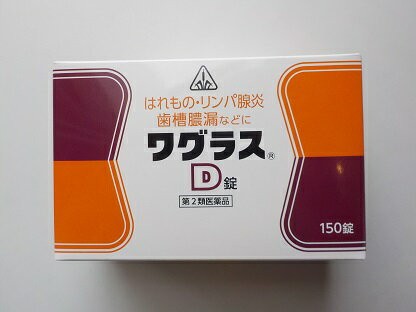 はれもの・リンパ腺炎
歯槽膿漏などに
ワグラス®
D錠
第2類医薬品
150錠